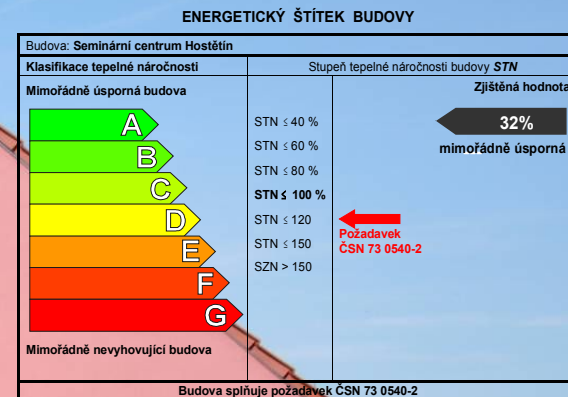 ENERGETICKÝ ŠTÍTEK BUDOVY
Budova: Seminární centrum Hostětín
Klasifikace tepelné náročnosti
Stupeň tepelné náročnosti budovy STN
Mimořádně úsporná budova
Zjištěná hodnota
A
B
C
D
E
F
G
STN ≤ 40 %
STN ≤ 60 %
STN ≤ 80 %
STN ≤ 100 %
STN ≤ 120
STN ≤ 150
SZN > 150
32%
mimořádně úsporná
Požadavek
ČSN 73 0540-2
Mimořádně nevyhovující budova
Budova splňuje požadavek ČSN 73 0540-2